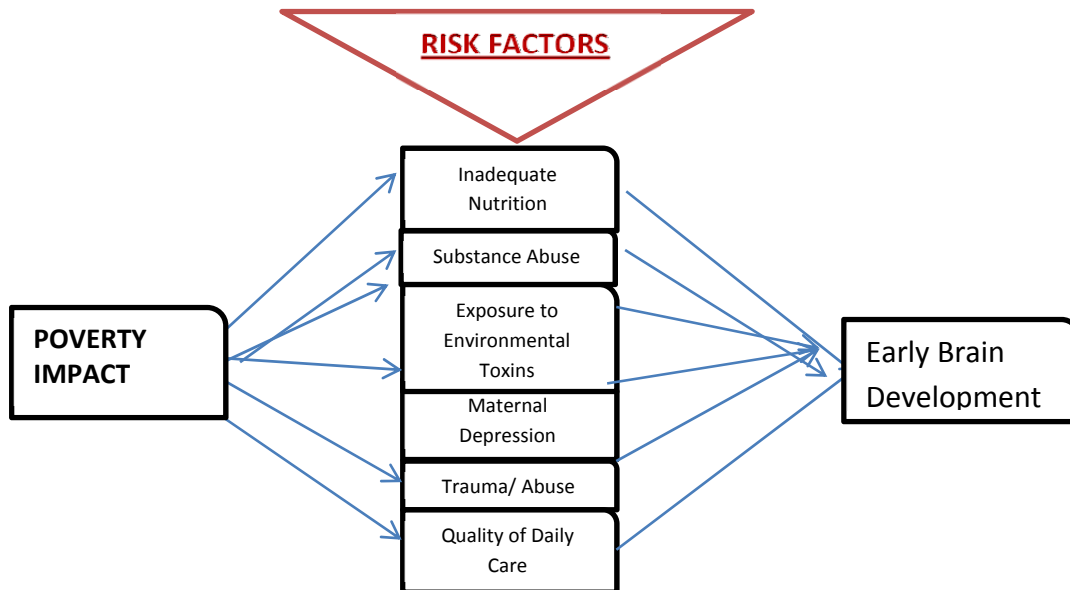 RISK FACTORS
Inadequate
Nutrition
Substance Abuse
Exposure to
Environmental
Toxins
Maternal
Depression
Trauma/ Abuse
Quality of Daily
Care
POVERTY
IMPACT
Early Brain
Development